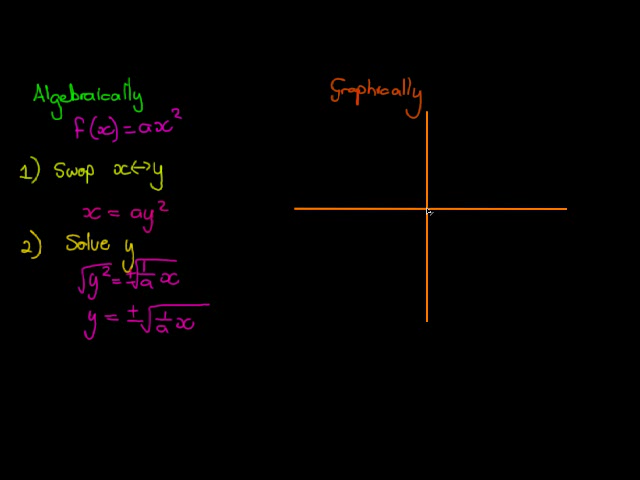 Algebraically
f(x) = ax²
1) Swop x↔y
x = ay²
2) Solve y
√y² = ±√(1/a x)
y = ±√(1/a x)
Graphically